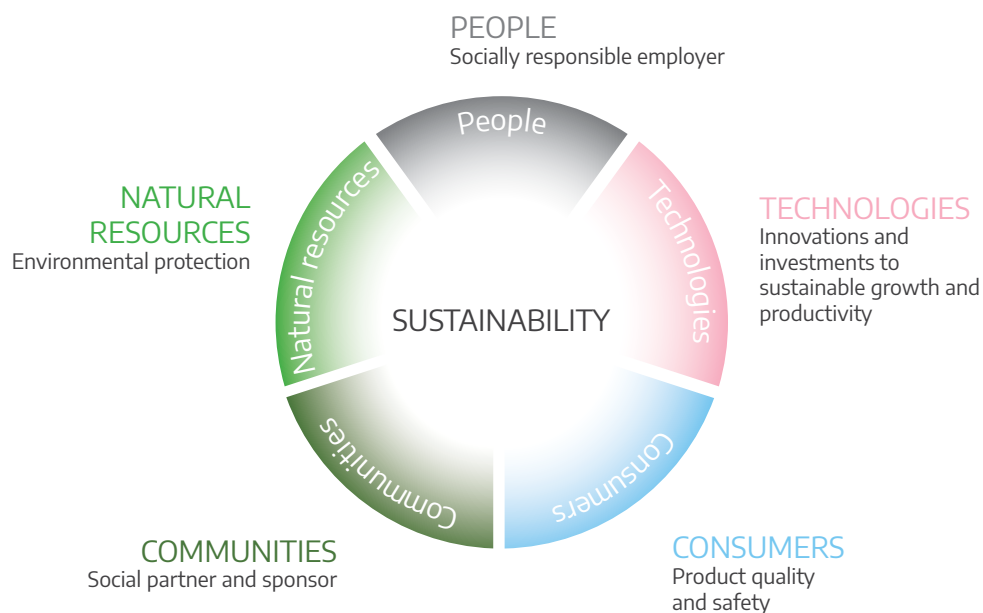 PEOPLE
Socially responsible employer
People
NATURAL
RESOURCES
Environmental protection
Natural resources
Technologies
TECHNOLOGIES
Innovations and
investments to
sustainable growth and
productivity
SUSTAINABILITY
Communities
Consumers
COMMUNITIES
Social partner and sponsor
CONSUMERS
Product quality
and safety